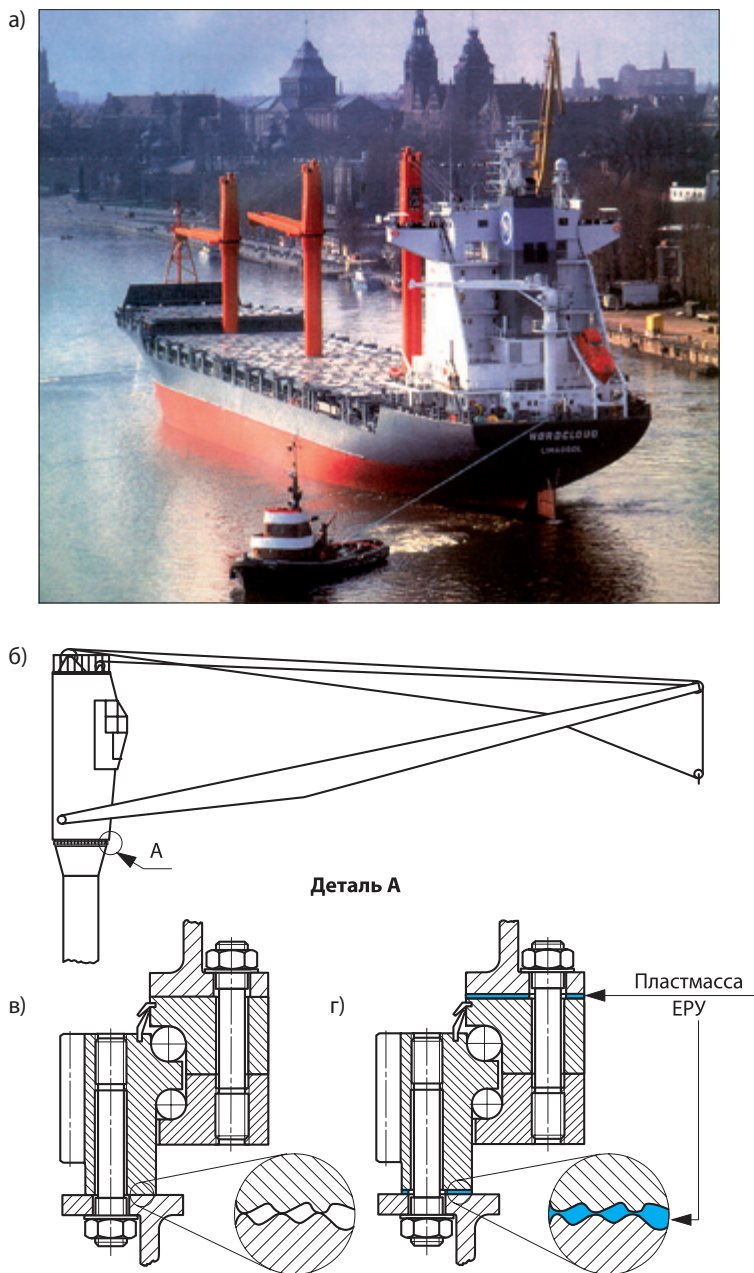 а)
NORDCLOUD
LIMASSOL
б)
А
Деталь А
в)
г)
Пластмасса
ЕРУ